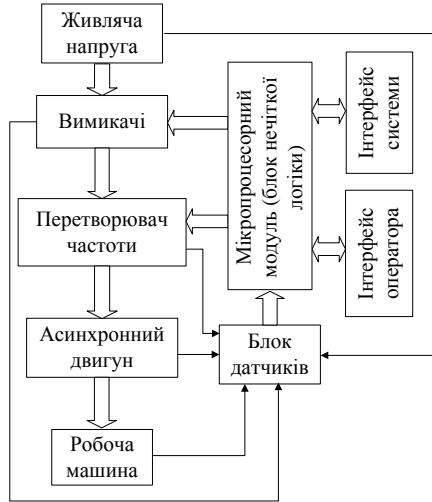 Живляча
напруга
Вимикачі
Перетворювач
частоти
Асинхронний
двигун
Робоча
машина
Мікропроцесорний
модуль (блок нечіткої
логіки)
Блок
датчиків
Інтерфейс
системи
Інтерфейс
оператора